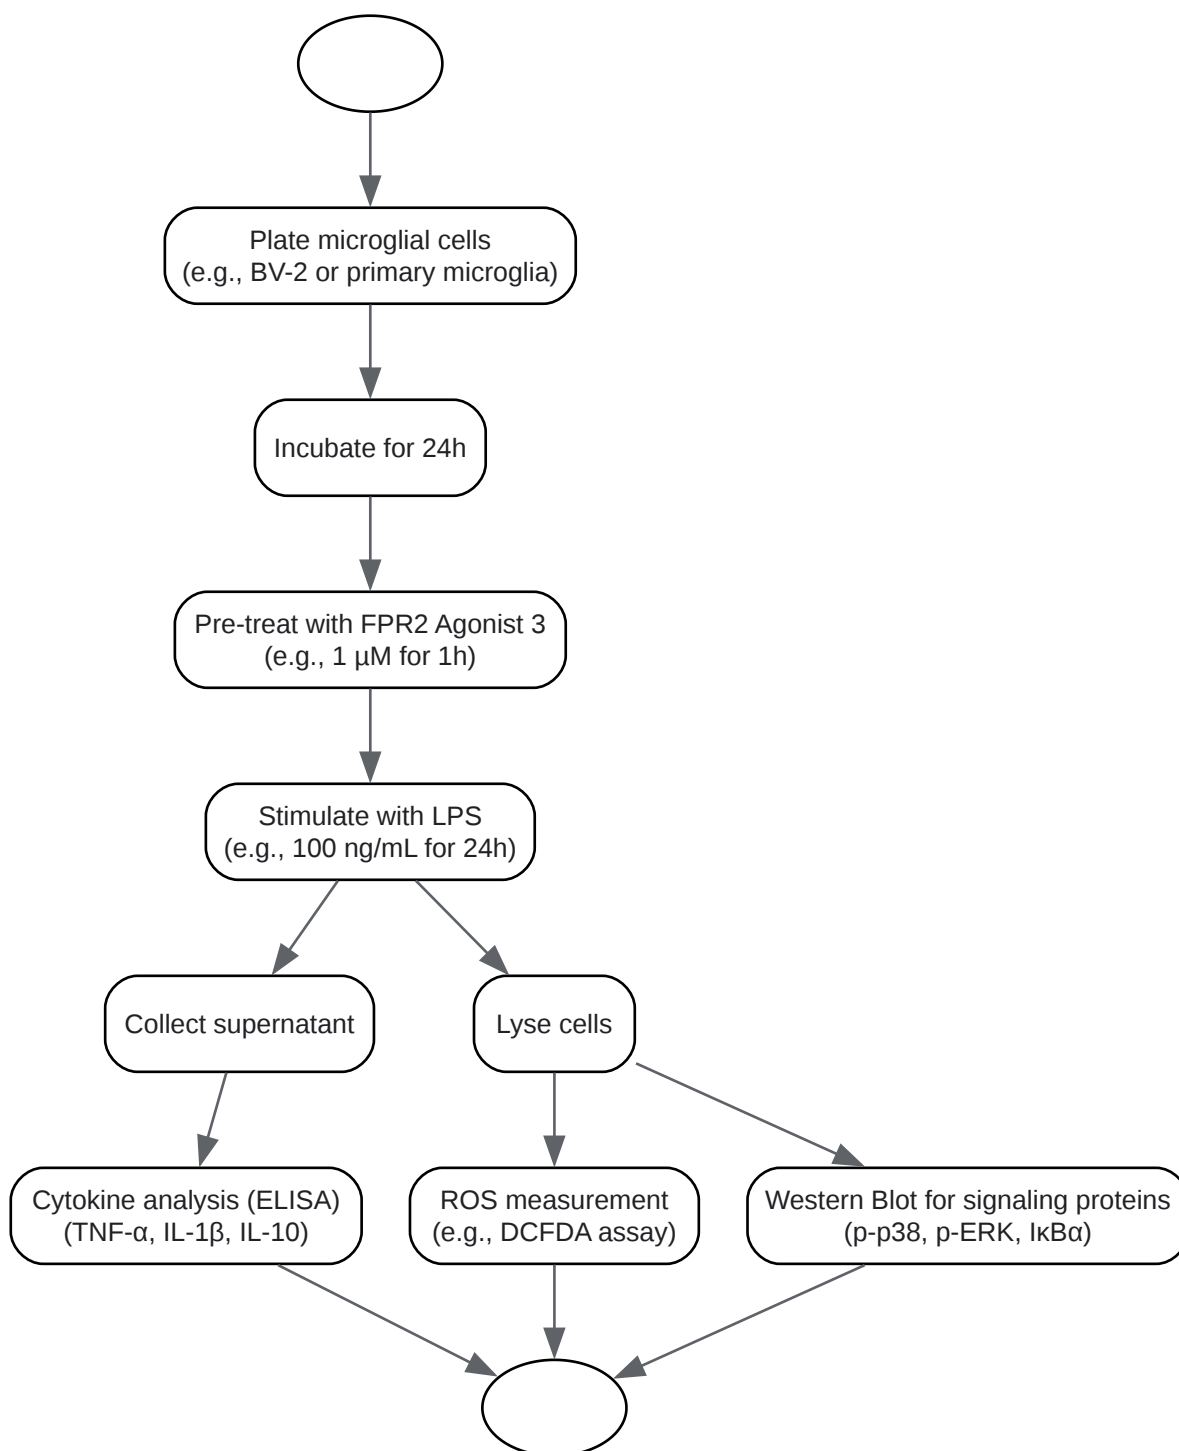 Plate microglial cells
(e.g., BV-2 or primary microglia)
Incubate for 24h
Pre-treat with FPR2 Agonist 3
(e.g., 1 µM for 1h)
Stimulate with LPS
(e.g., 100 ng/mL for 24h)
Collect supernatant
Lyse cells
Cytokine analysis (ELISA)
(TNF-α, IL-1β, IL-10)
ROS measurement
(e.g., DCFDA assay)
Western Blot for signaling proteins
(p-p38, p-ERK, IκBα)